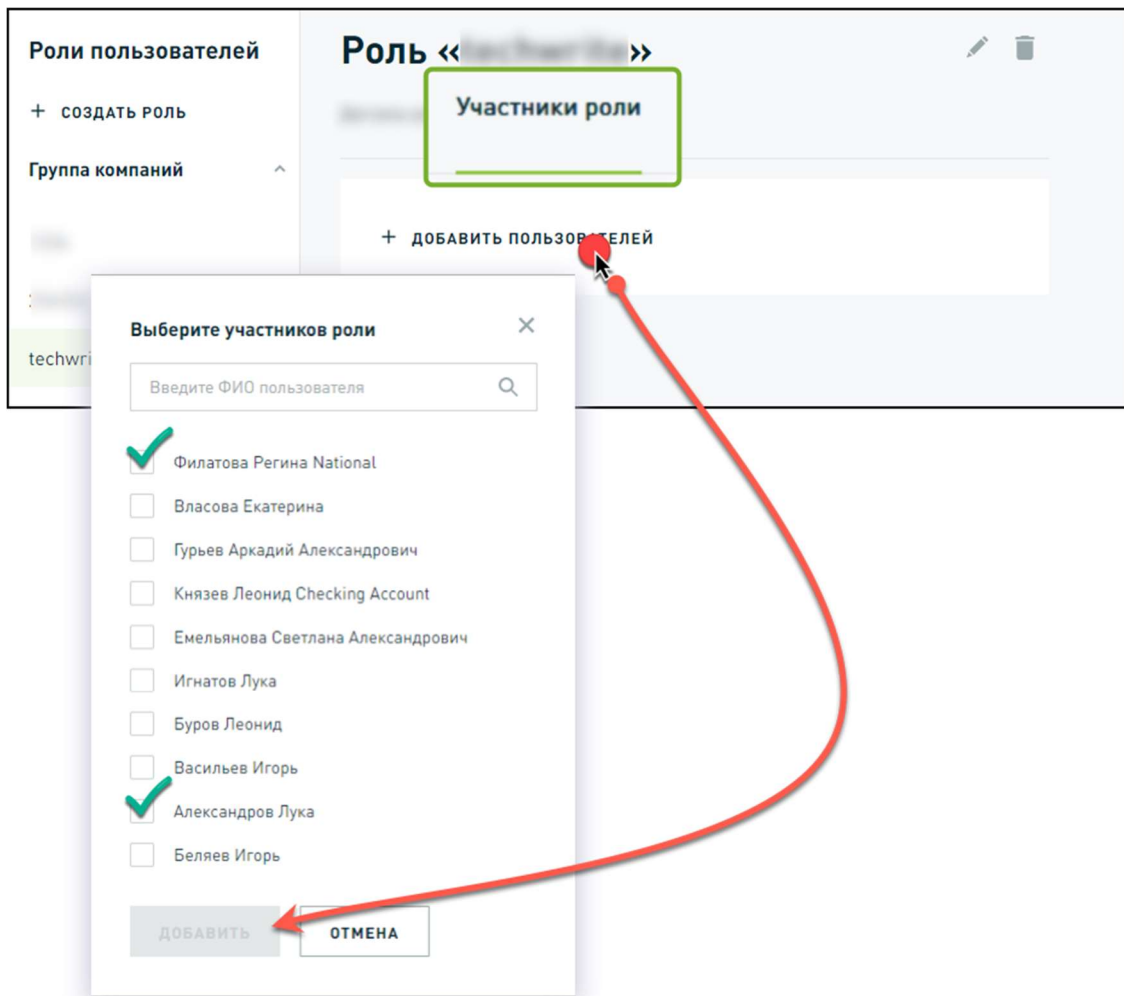 Роли пользователей
+ СОЗДАТЬ РОЛЬ
Группа компаний
techwri
Роль « »
Участники роли
+ ДОБАВИТЬ ПОЛЬЗОВАТЕЛЕЙ
Выберите участников роли
Введите ФИО пользователя
Филатова Регина National
Власова Екатерина
Гурьев Аркадий Александрович
Князев Леонид Checking Account
Емельянова Светлана Александрович
Игнатов Лука
Буров Леонид
Васильев Игорь
Александров Лука
Беляев Игорь
ДОБАВИТЬ
ОТМЕНА